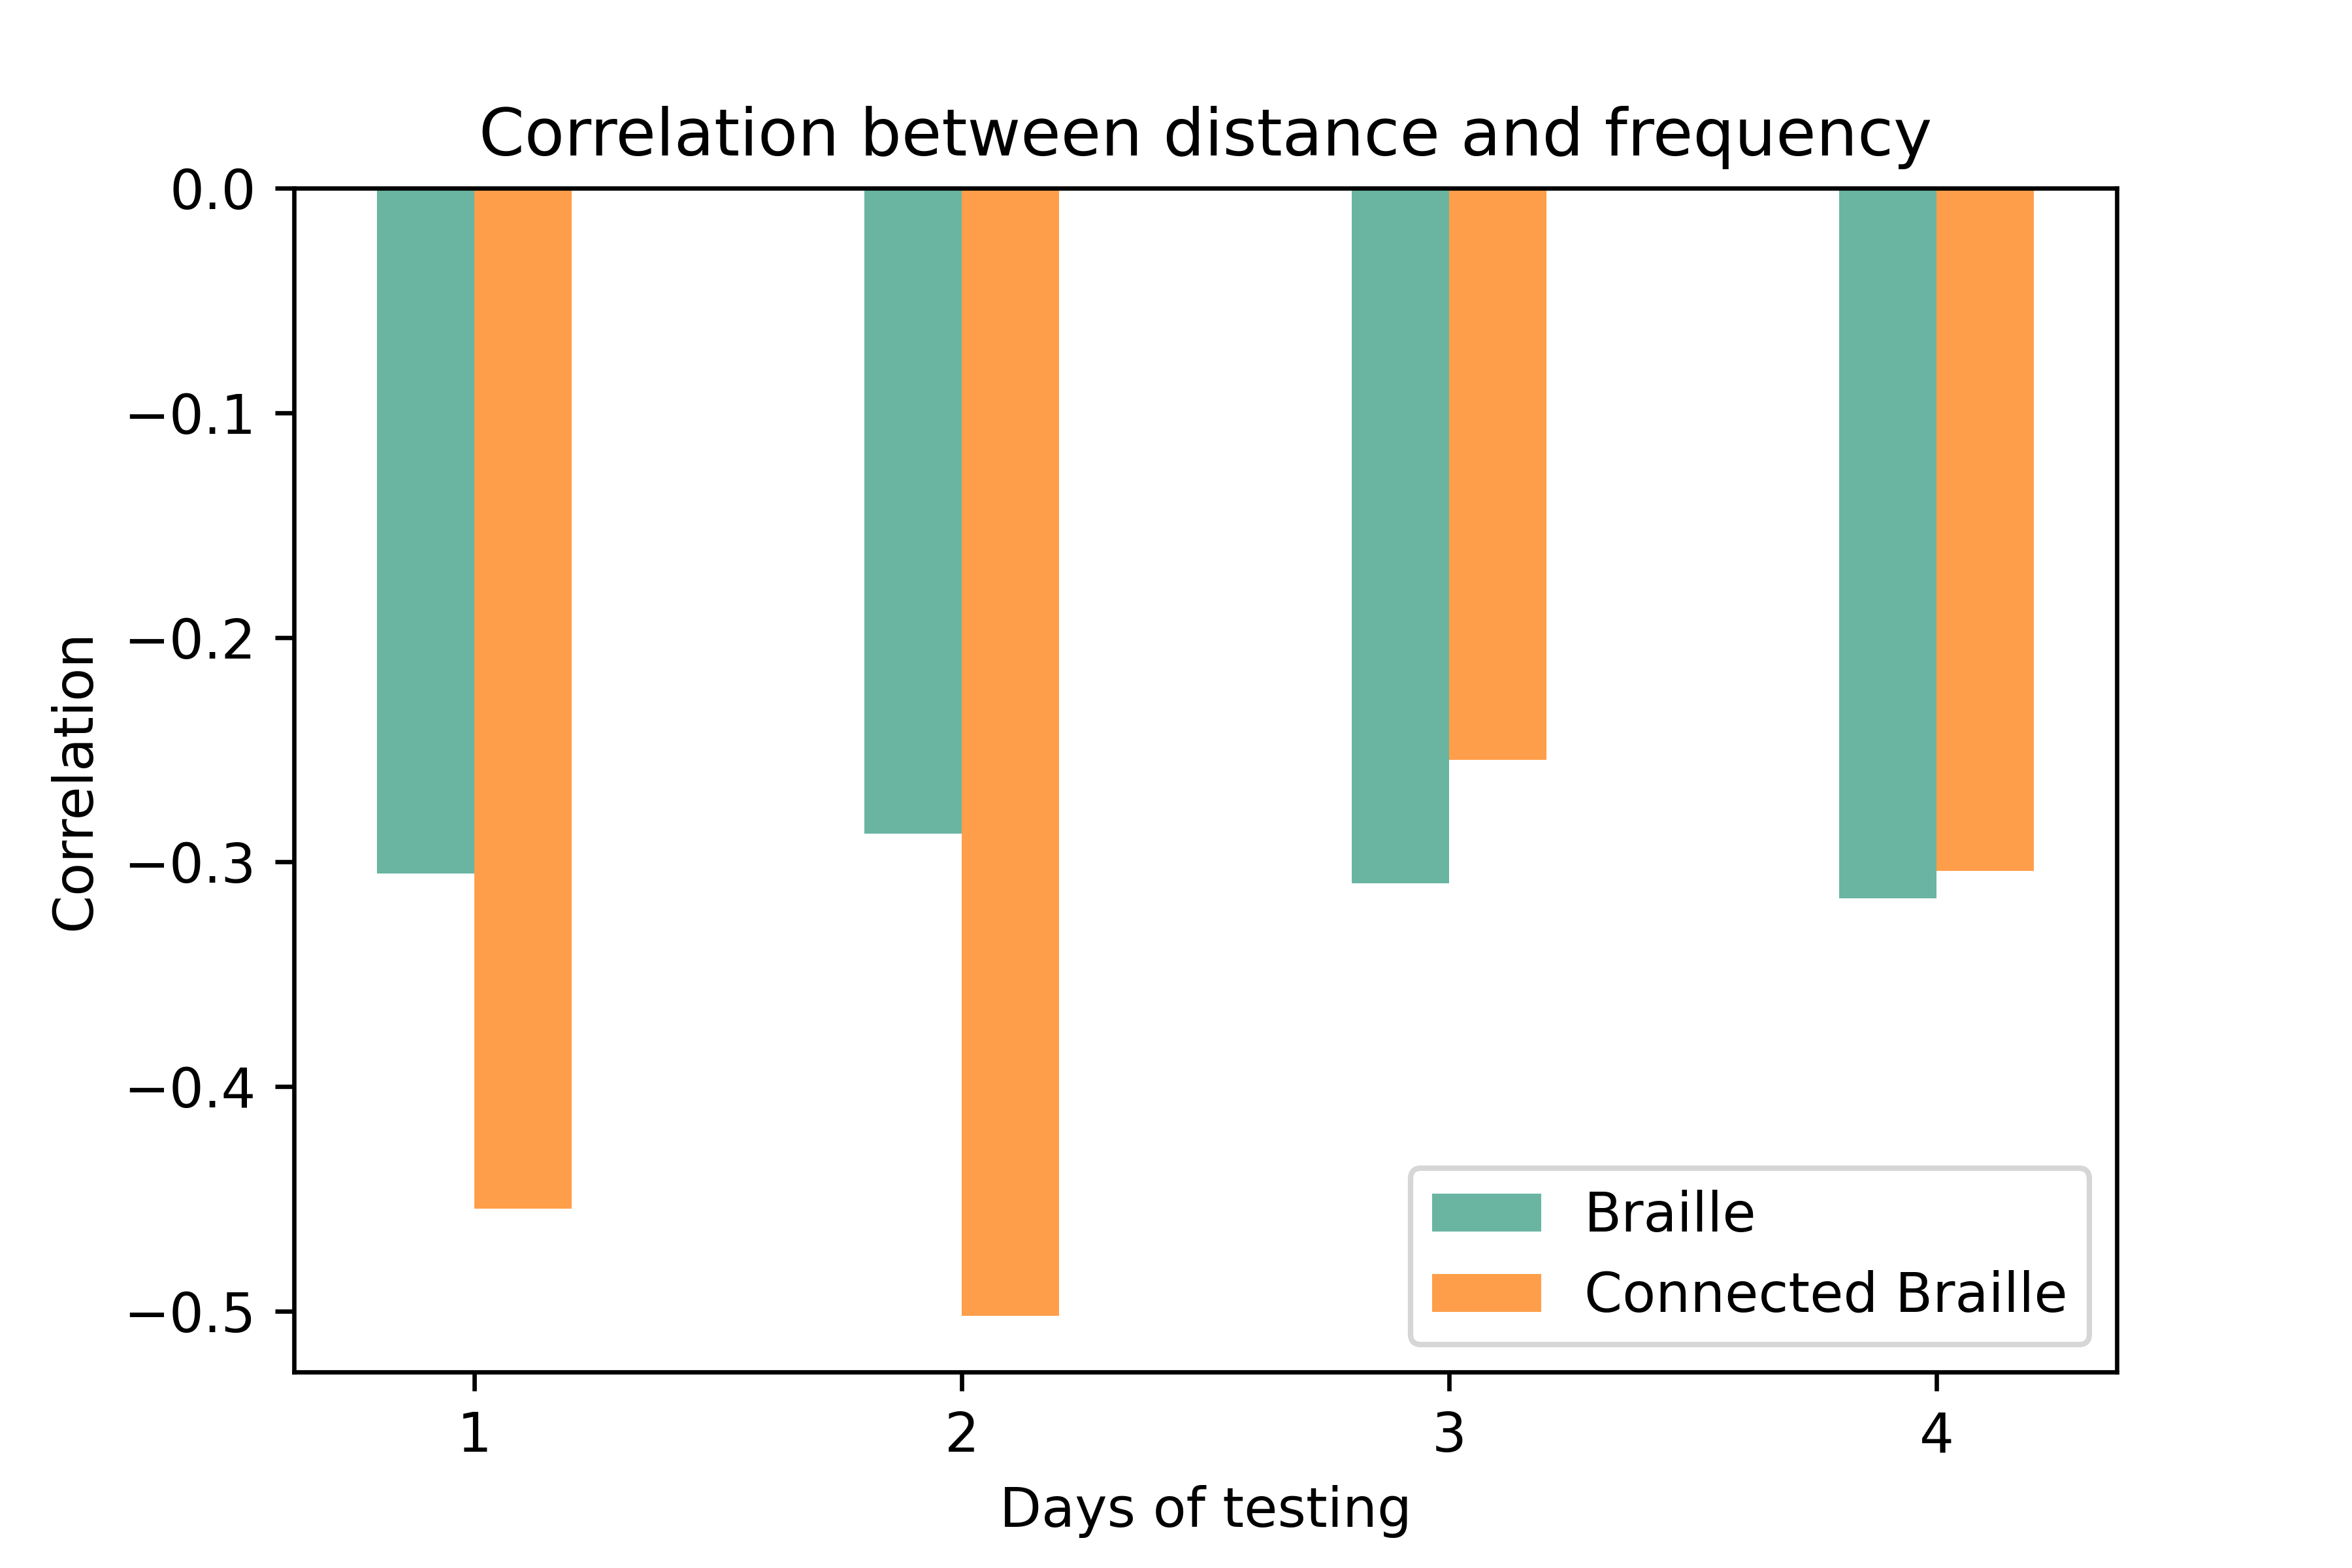 Correlation between distance and frequency
0.0
−0.1
−0.2
−0.3
−0.4
−0.5
Correlation
Braille
Connected Braille
1 2 3 4
Days of testing